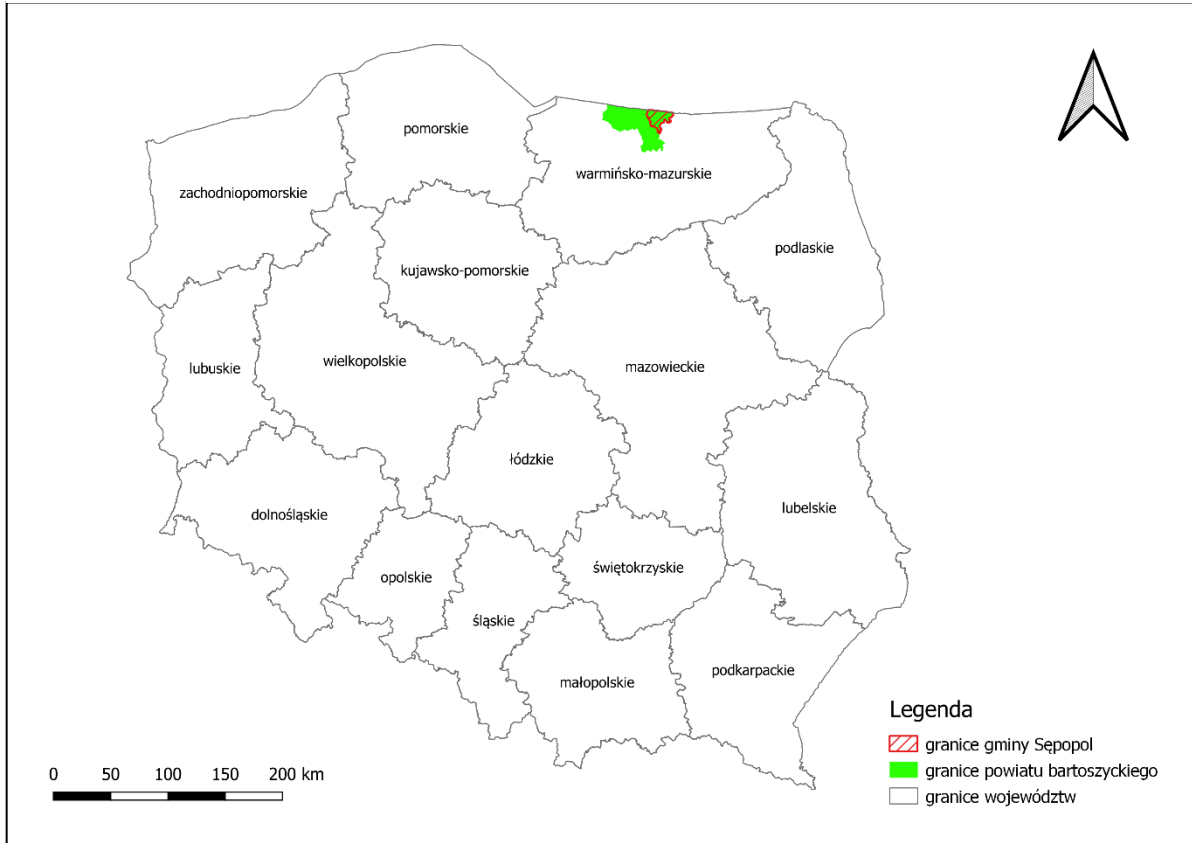 pomorskie
warmińsko-mazurskie
zachodniopomorskie
podlaskie
kujawsko-pomorskie
lubuskie
wielkopolskie
mazowieckie
łódzkie
lubelskie
dolnośląskie
świętokrzyskie
opolskie
śląskie
podkarpackie
małopolskie
Legenda
granice gminy Sępopol
granice powiatu bartoszyckiego
granice województw
0 50 100 150 200 km